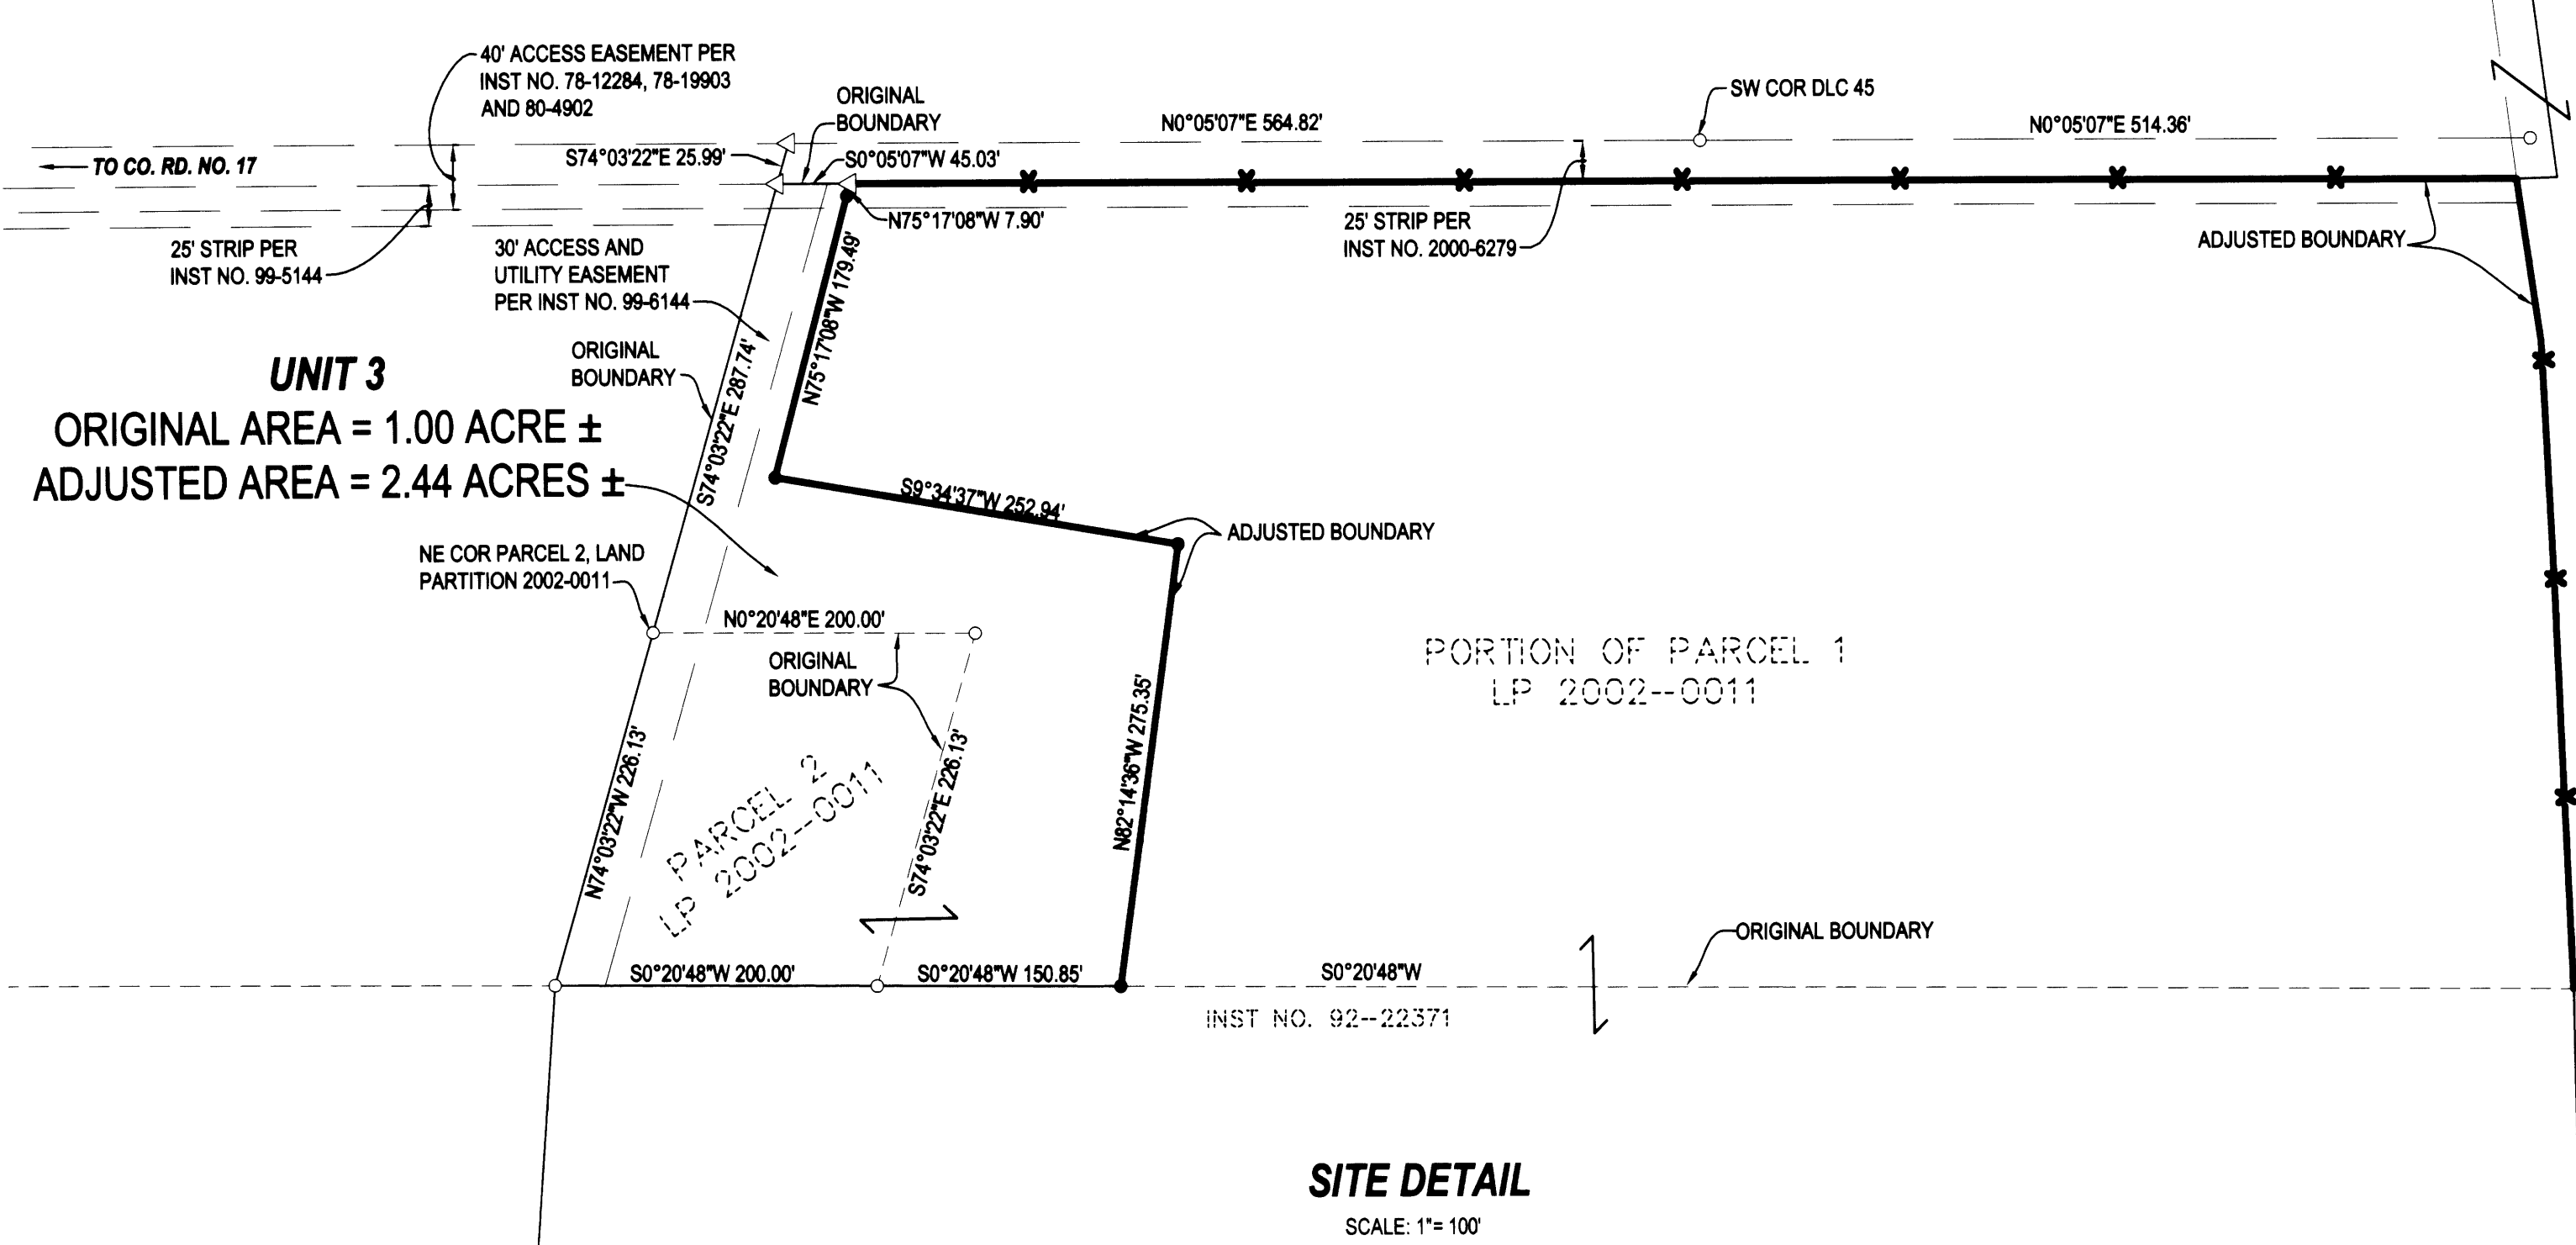 40' ACCESS EASEMENT PER
INST NO. 78-12284, 78-19903
AND 80-4902
ORIGINAL
BOUNDARY
SW COR DLC 45
N0°05'07"E 564.82'
N0°05'07"E 514.36'
TO CO. RD. NO. 17
S74°03'22"E 25.99'
S0°05'07"W 45.03'
N75°17'08"W 7.90'
25' STRIP PER
INST NO. 99-5144
30' ACCESS AND
UTILITY EASEMENT
PER INST NO. 99-6144
25' STRIP PER
INST NO. 2000-6279
ADJUSTED BOUNDARY
N75°17'08"W 179.49'
ORIGINAL
BOUNDARY
S74°03'22"E 287.74'
UNIT 3
ORIGINAL AREA = 1.00 ACRE ±
ADJUSTED AREA = 2.44 ACRES ±
S9°34'37"W 252.94'
ADJUSTED BOUNDARY
NE COR PARCEL 2, LAND
PARTITION 2002-0011
N0°20'48"E 200.00'
ORIGINAL
BOUNDARY
PORTION OF PARCEL 1
LP 2002--0011
N74°03'22"W 226.13'
PARCEL 2
LP 2002--0011
S74°03'22"E 226.13'
N82°14'36"W 275.35'
ORIGINAL BOUNDARY
S0°20'48"W 200.00'
S0°20'48"W 150.85'
S0°20'48"W
INST NO. 92--22371
SITE DETAIL
SCALE: 1"= 100'